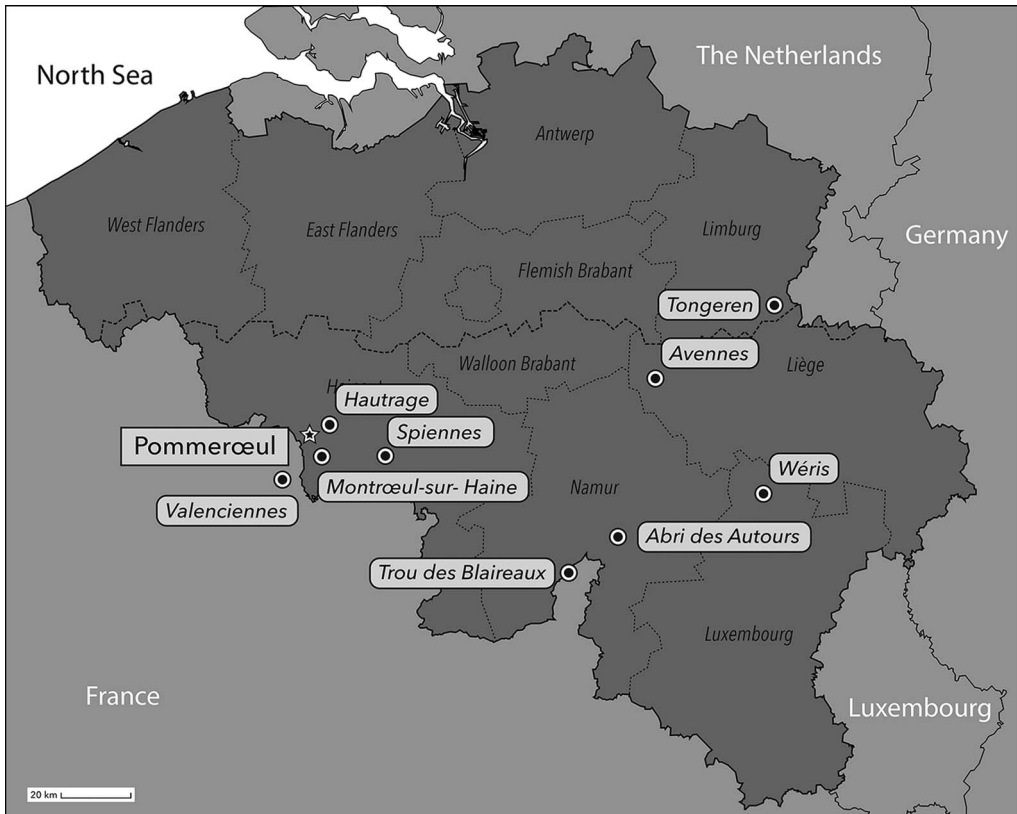 North Sea
The Netherlands
Antwerp
West Flanders
East Flanders
Limburg
Germany
Flemish Brabant
Tongeren
Avennes
Walloon Brabant
Liège
Hautrage
Spiennes
Pommerœul
Wéris
Montrœul-sur- Haine
Namur
Valenciennes
Abri des Autours
Trou des Blaireaux
Luxembourg
France
Luxembourg
20 km